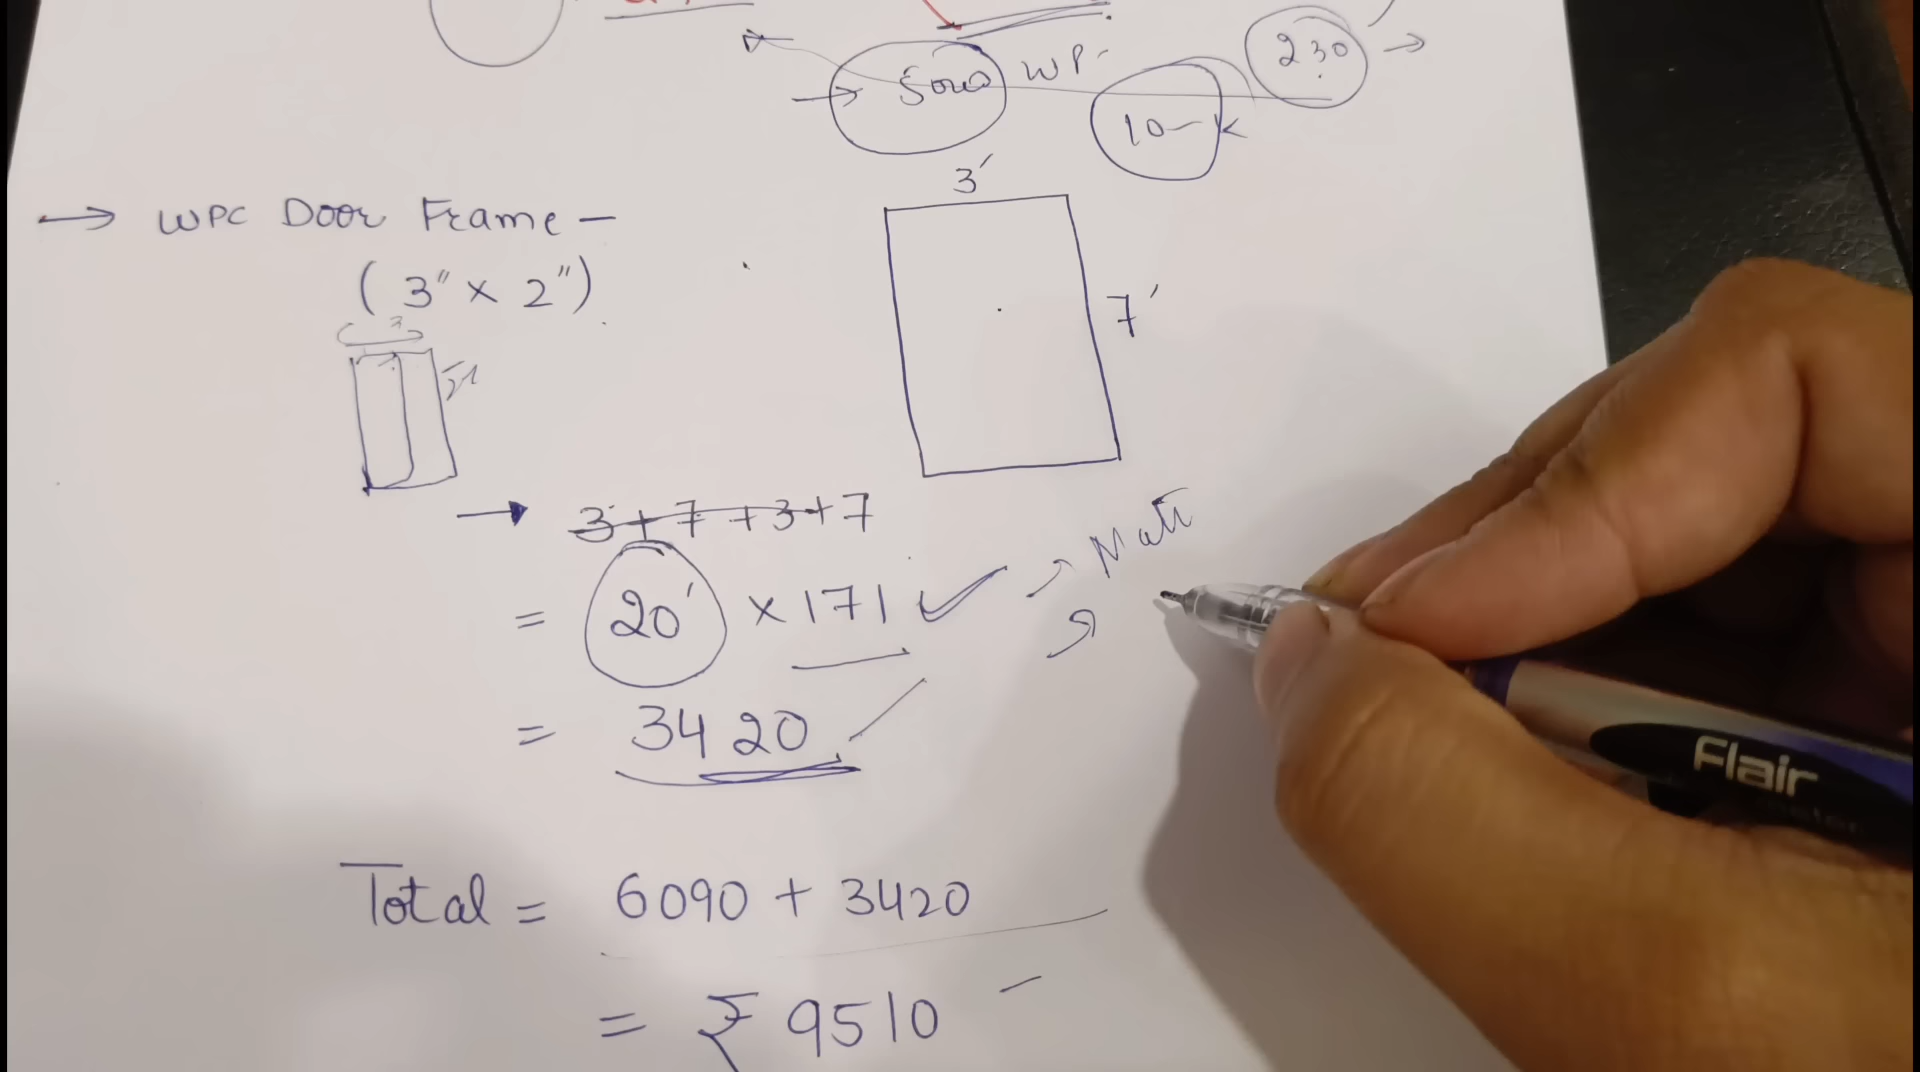 WP-
230
10-K
3'
→ WPC Door Frame -
(3" x 2")
7'
3
→ 3 + 7 + 3 + 7
= 20' x 171
→ Mat
= 3420
Flair
Total = 6090 + 3420
= ₹ 9510 -